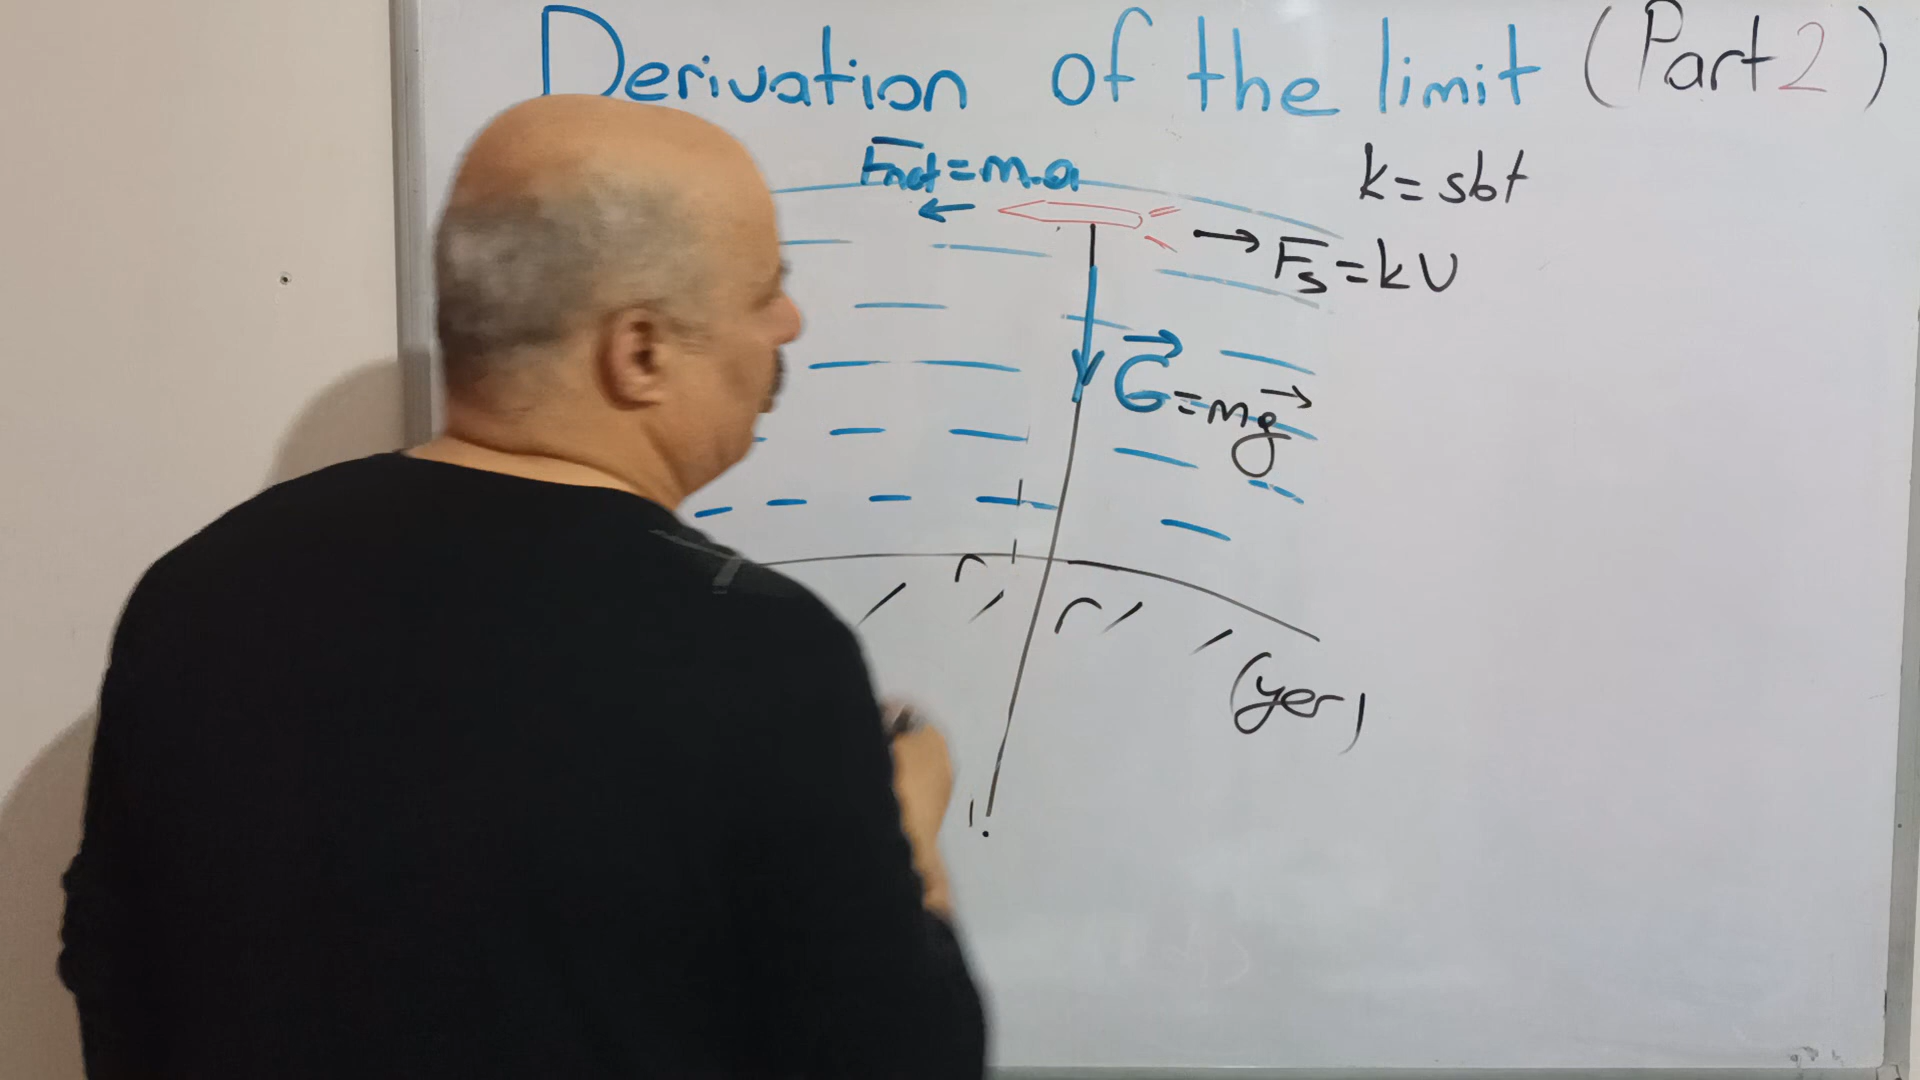 Derivation of the limit (Part 2)
Fnet=m.a
k=sbt
Fs=kv
G=mg
(yer)